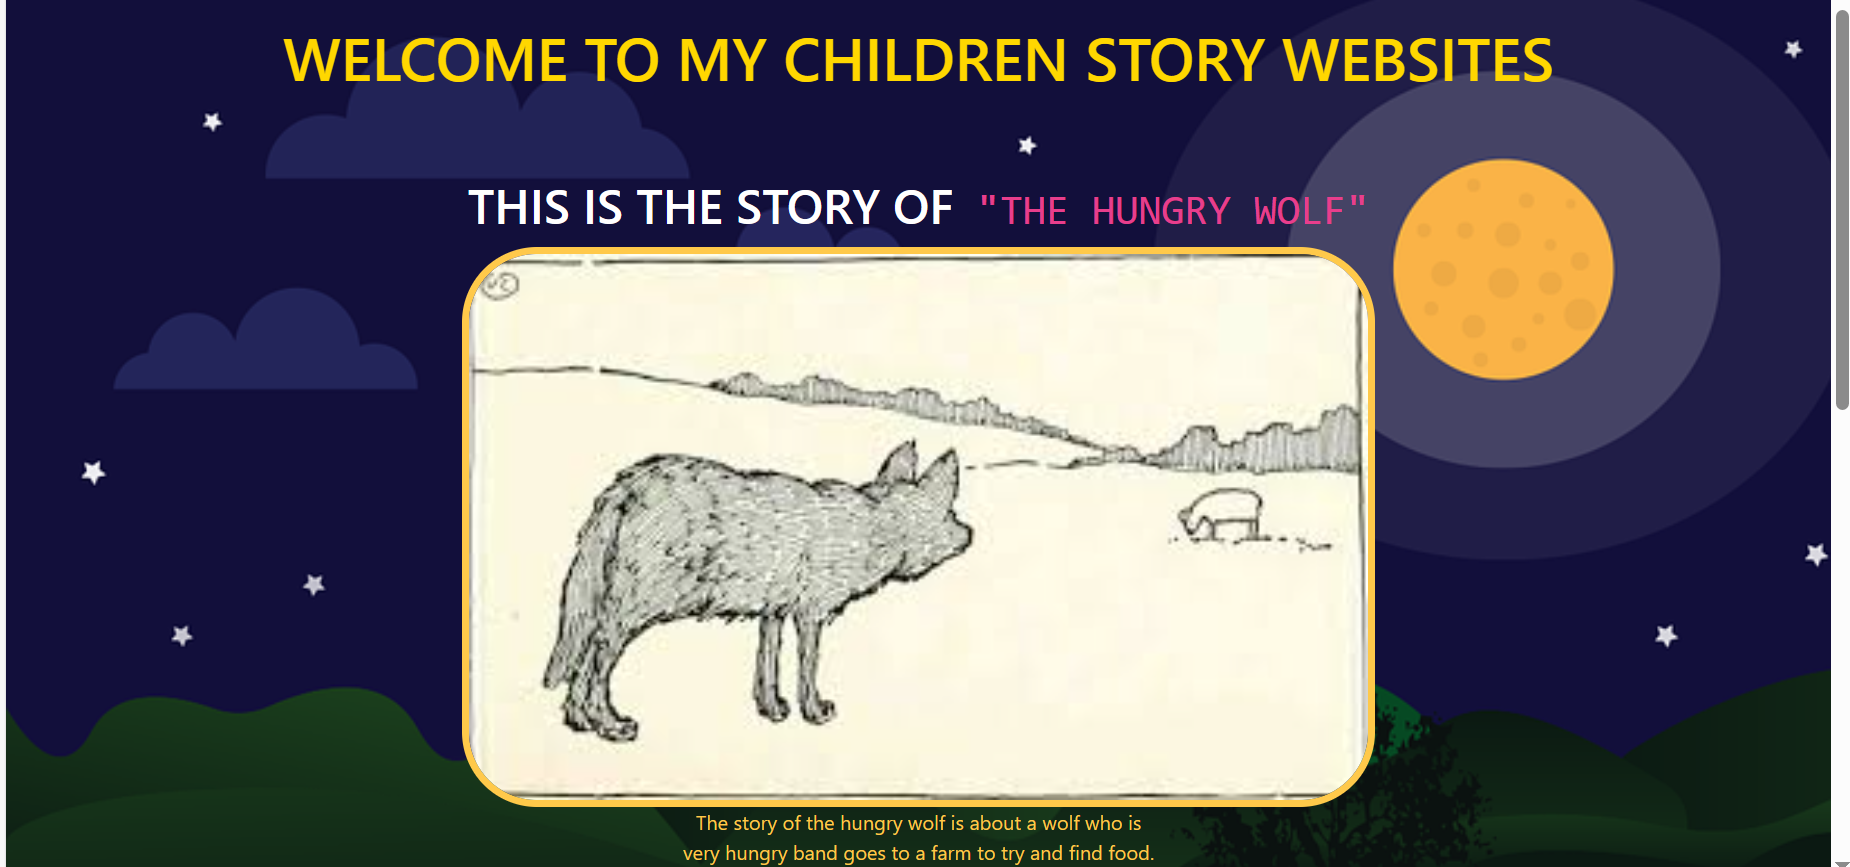 WELCOME TO MY CHILDREN STORY WEBSITES
THIS IS THE STORY OF "THE HUNGRY WOLF"
The story of the hungry wolf is about a wolf who is
very hungry band goes to a farm to try and find food.